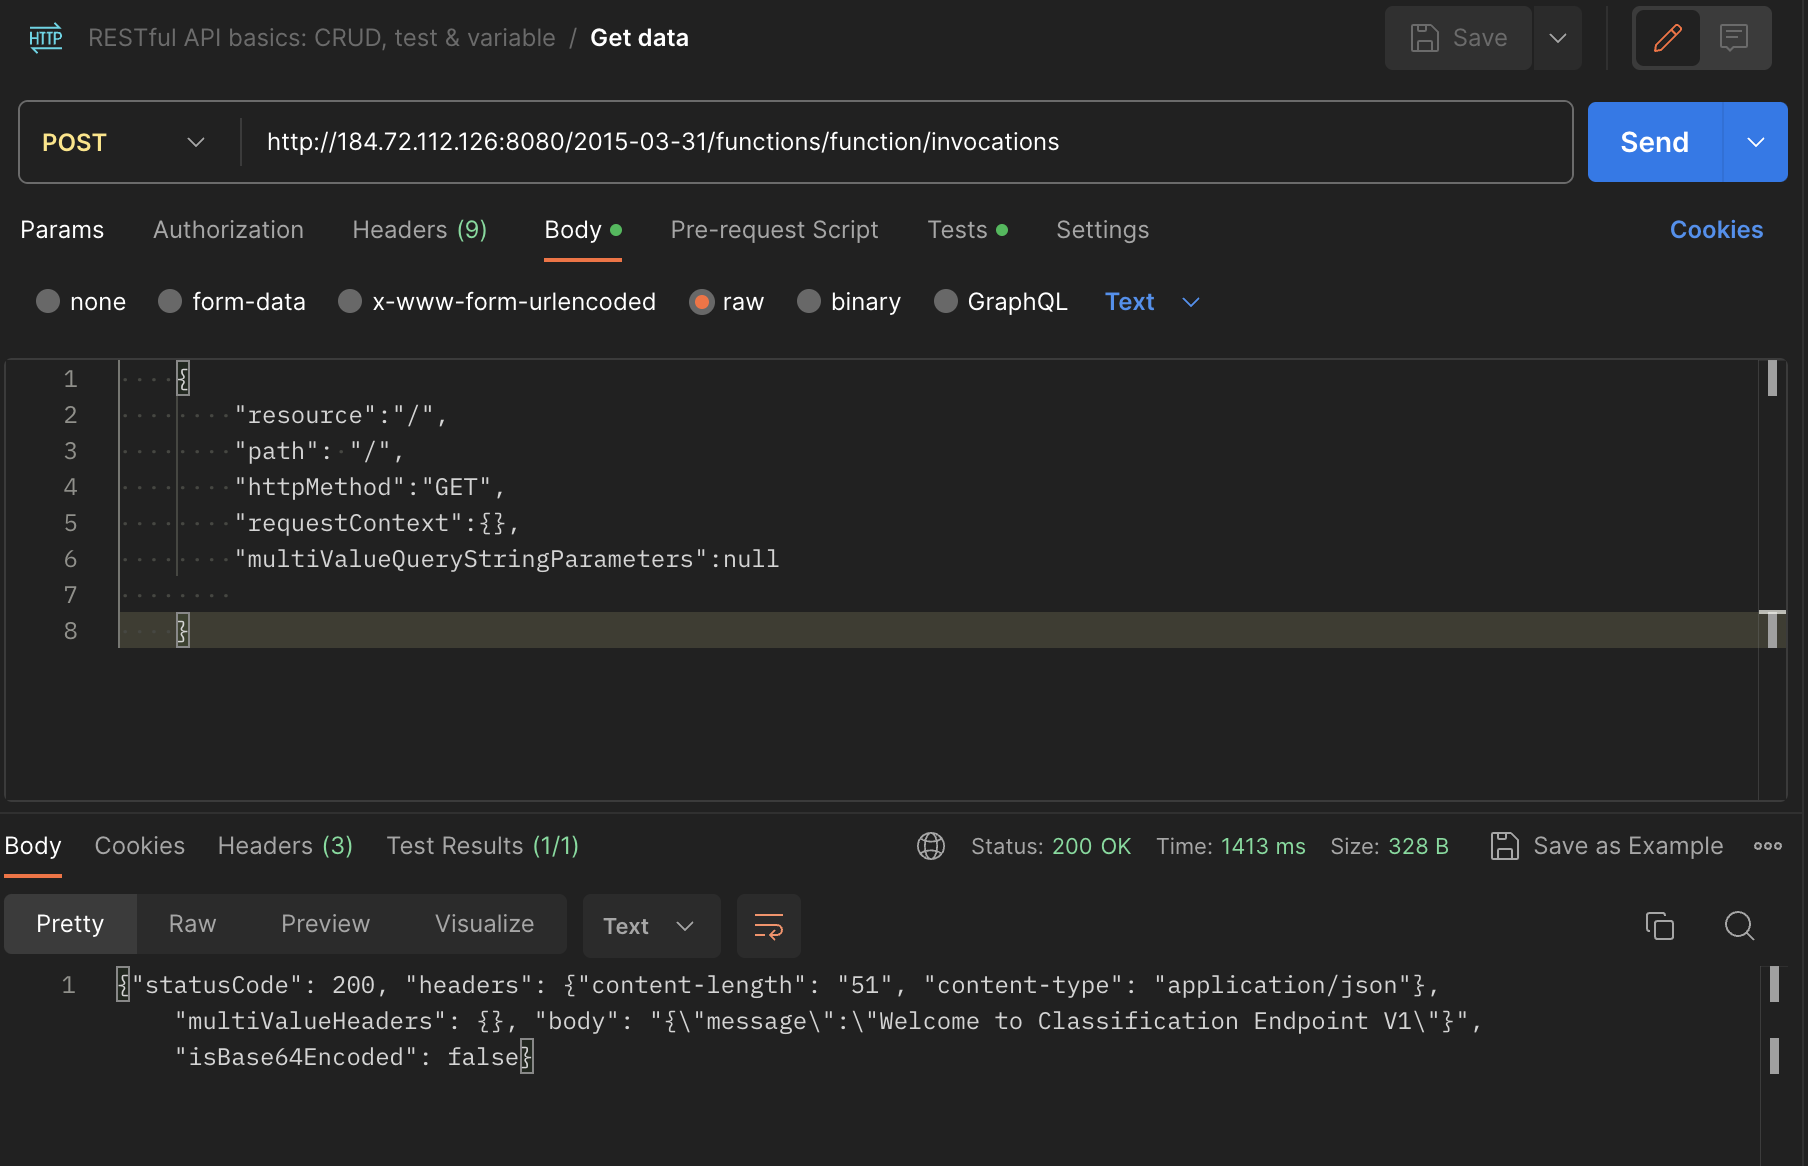 HTTP RESTful API basics: CRUD, test & variable / Get data Save
POST http://184.72.112.126:8080/2015-03-31/functions/function/invocations Send
Params Authorization Headers (9) Body Pre-request Script Tests Settings Cookies
none form-data x-www-form-urlencoded raw binary GraphQL Text
1 {
2 "resource":"/",
3 "path": "/",
4 "httpMethod":"GET",
5 "requestContext":{},
6 "multiValueQueryStringParameters":null
7
8 }
Body Cookies Headers (3) Test Results (1/1) Status: 200 OK Time: 1413 ms Size: 328 B Save as Example
Pretty Raw Preview Visualize Text
1 {"statusCode": 200, "headers": {"content-length": "51", "content-type": "application/json"},
"multiValueHeaders": {}, "body": "{\"message\":\"Welcome to Classification Endpoint V1\"}",
"isBase64Encoded": false}